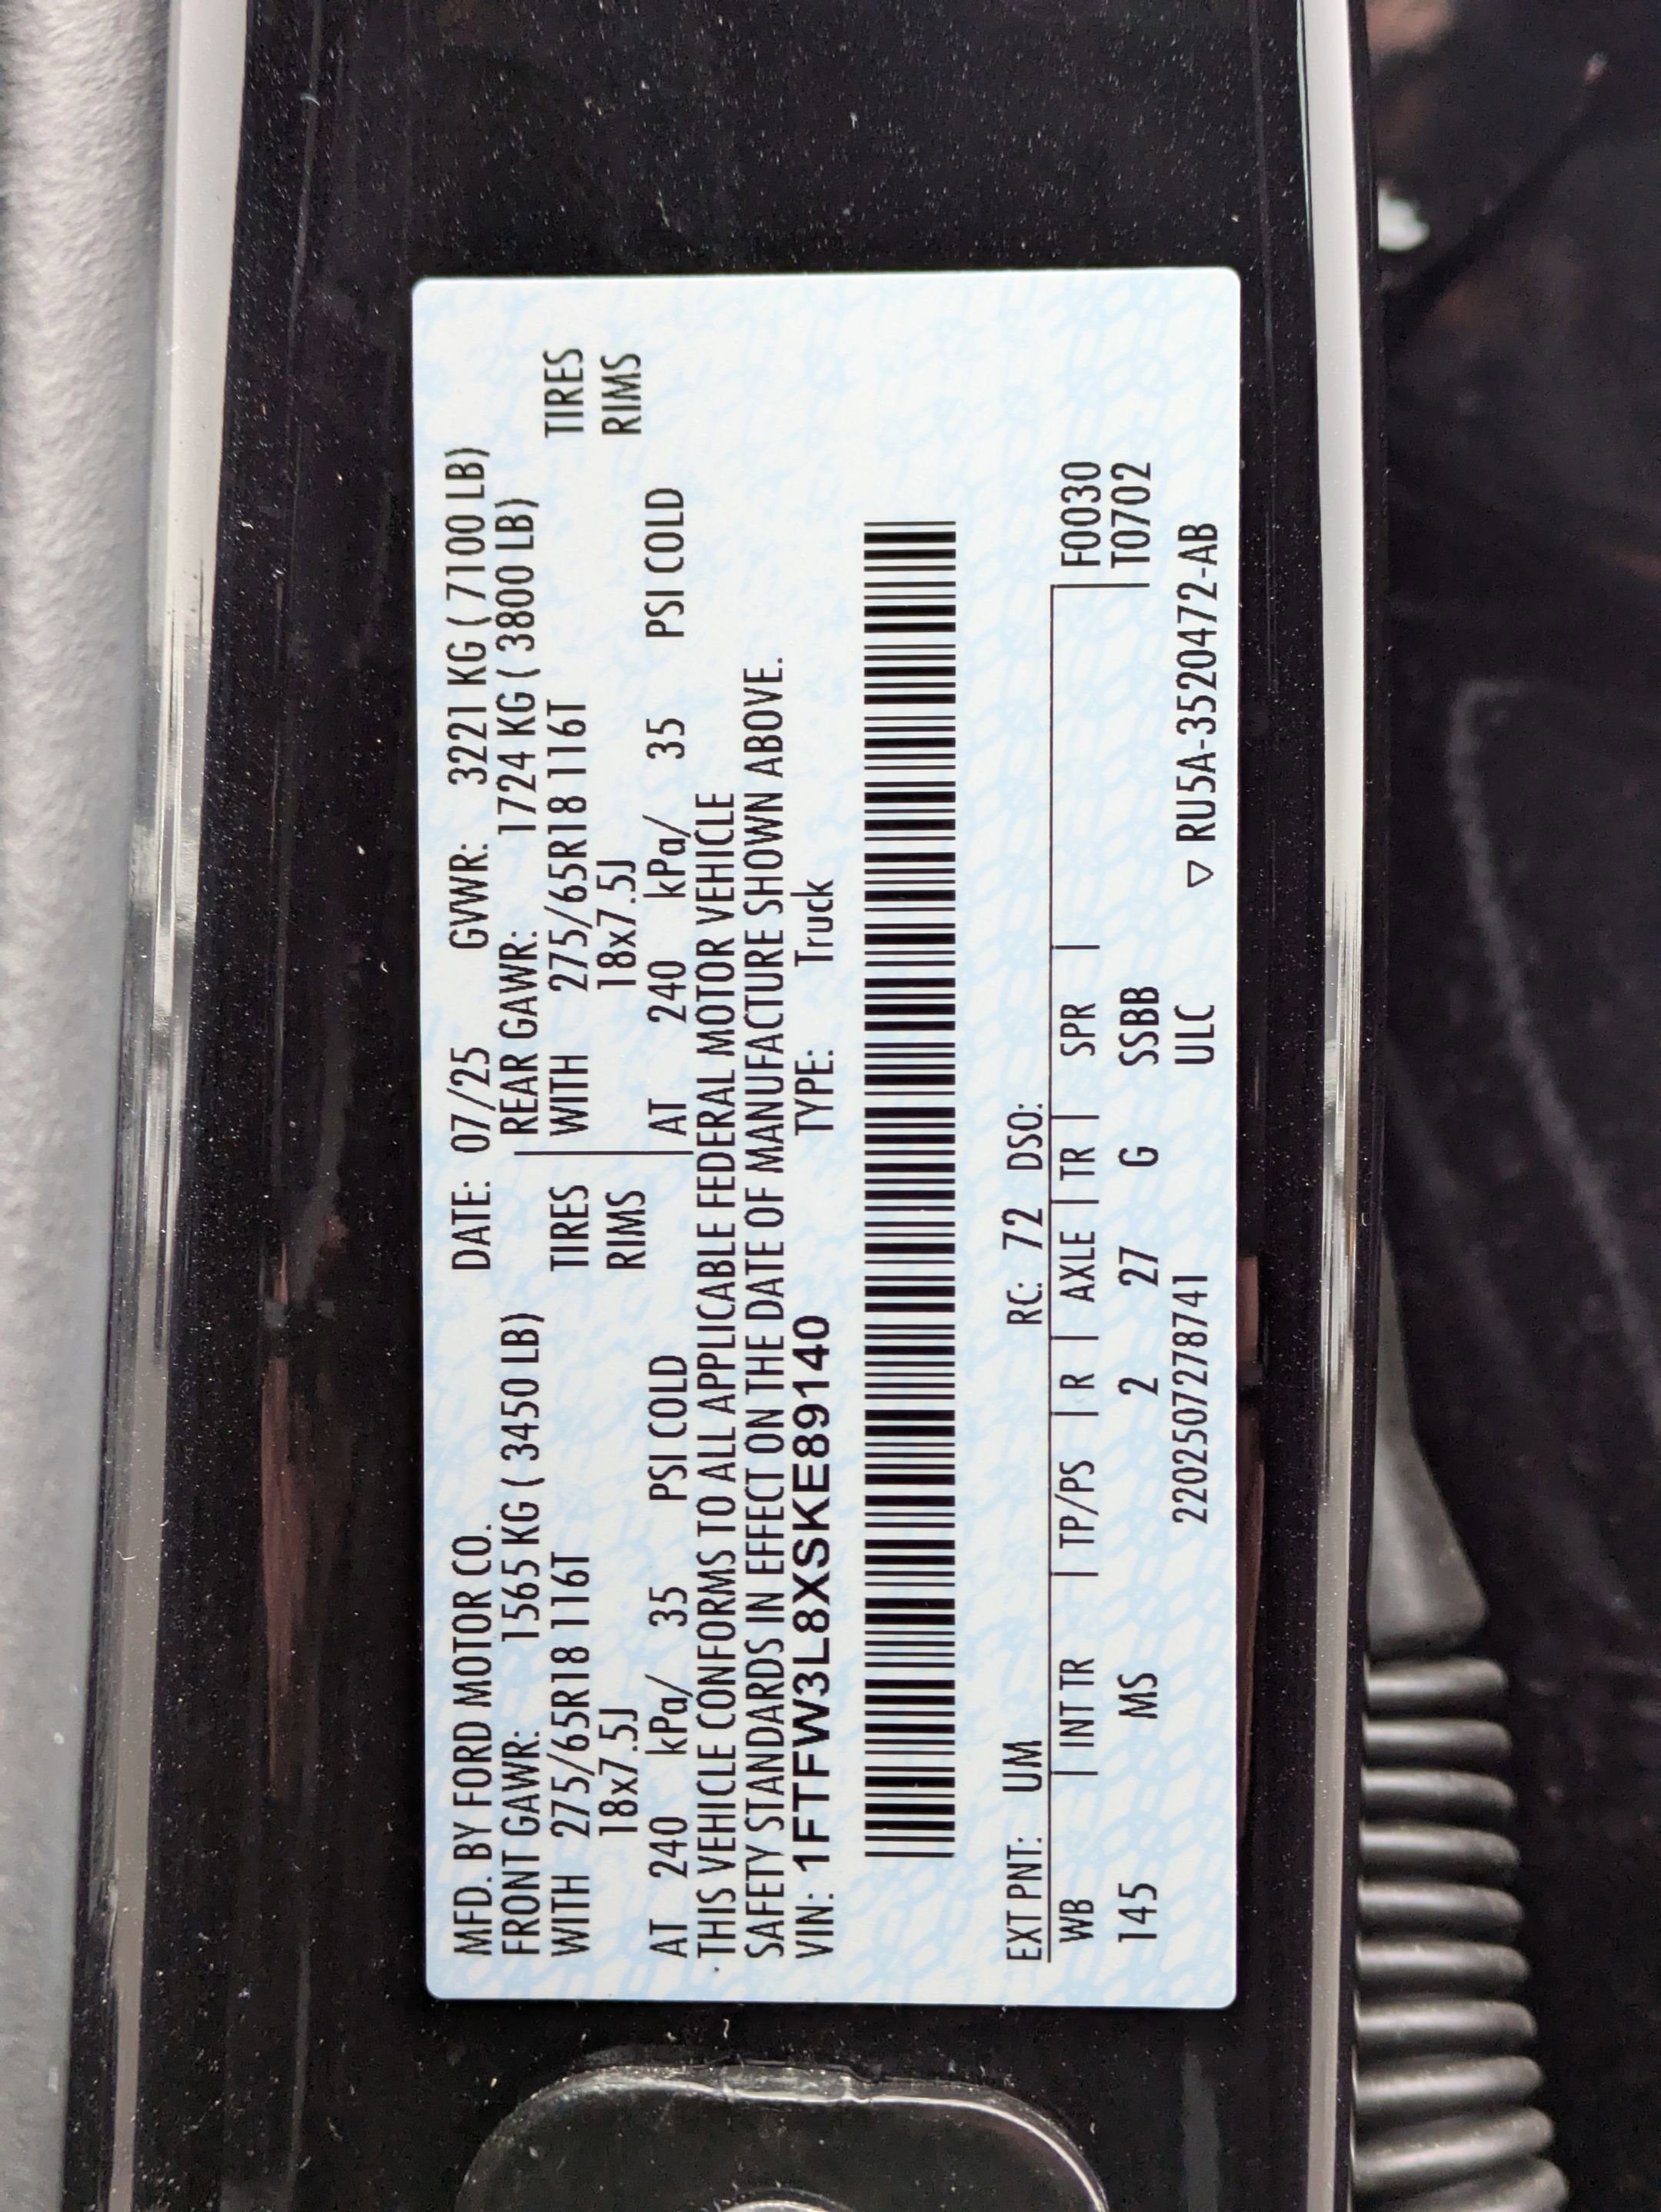 MFD. BY FORD MOTOR CO. DATE: 07/25 GVWR: 3221 KG ( 7100 LB)
FRONT GAWR: 1565 KG ( 3450 LB) REAR GAWR: 1724 KG ( 3800 LB)
WITH 275/65R18 116T TIRES WITH 275/65R18 116T TIRES
18x7.5J RIMS 18x7.5J RIMS
AT 240 kPa/ 35 PSI COLD AT 240 kPa/ 35 PSI COLD
THIS VEHICLE CONFORMS TO ALL APPLICABLE FEDERAL MOTOR VEHICLE
SAFETY STANDARDS IN EFFECT ON THE DATE OF MANUFACTURE SHOWN ABOVE.
VIN: 1FTFW3L8XSKE89140 TYPE: Truck
EXT PNT: UM RC: 72 DSO:
WB | INT TR | TP/PS | R | AXLE | TR | SPR | F0030
145 MS 2 27 G SSBB T0702
2202507278741 ULC ▽ RU5A-3520472-AB